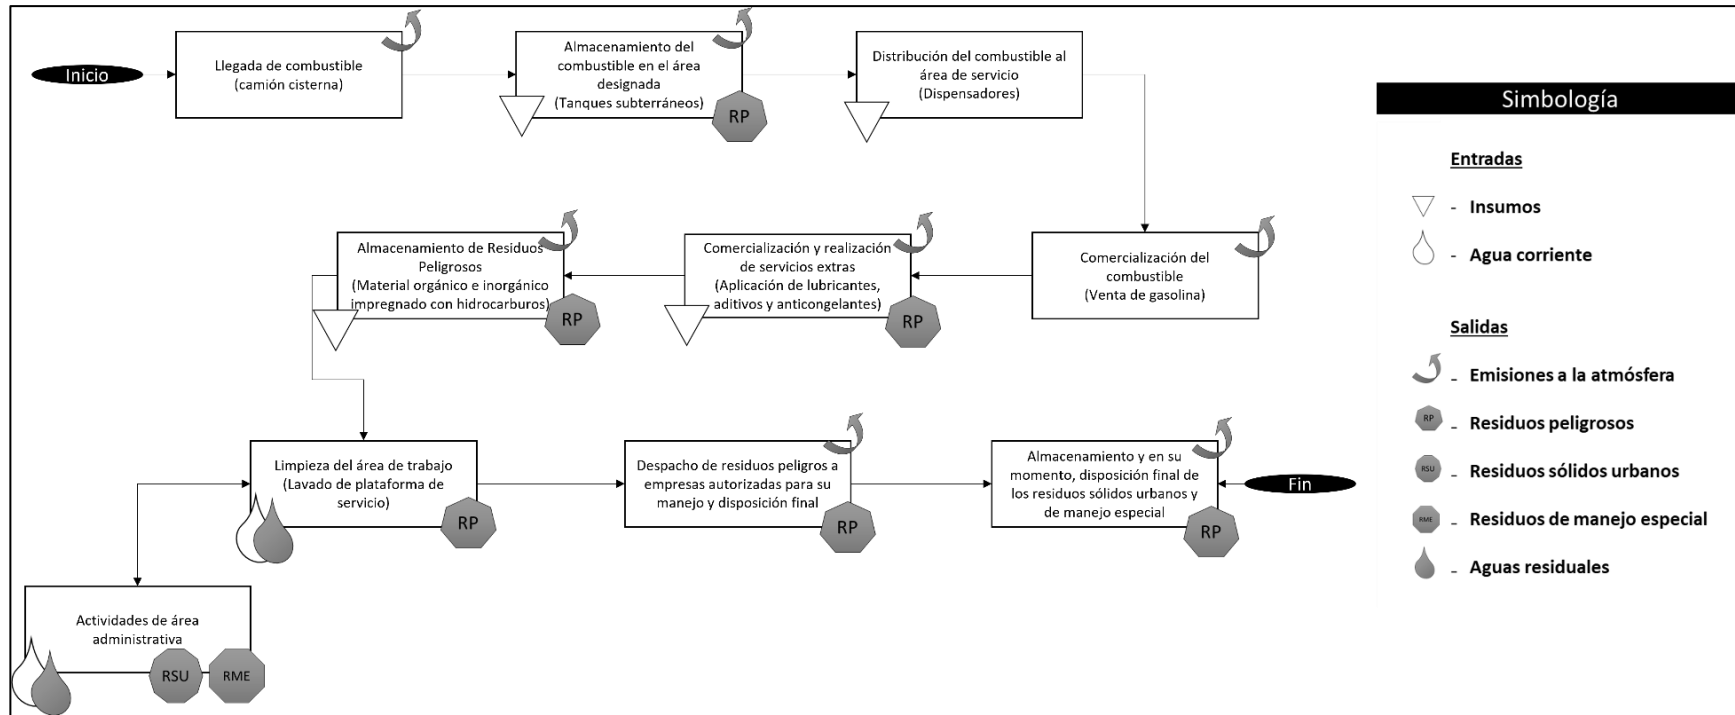 Inicio
Llegada de combustible
(camión cisterna)
Almacenamiento del
combustible en el área
designada
(Tanques subterráneos)
RP
Distribución del combustible al
área de servicio
(Dispensadores)
Almacenamiento de Residuos
Peligrosos
(Material orgánico e inorgánico
impregnado con hidrocarburos)
RP
Comercialización y realización
de servicios extras
(Aplicación de lubricantes,
aditivos y anticongelantes)
RP
Comercialización del
combustible
(Venta de gasolina)
Limpieza del área de trabajo
(Lavado de plataforma de
servicio)
RP
Despacho de residuos peligros a
empresas autorizadas para su
manejo y disposición final
RP
Almacenamiento y en su
momento, disposición final de
los residuos sólidos urbanos y
de manejo especial
RP
Fin
Actividades de área
administrativa
RSU
RME
Simbología
Entradas
- Insumos
- Agua corriente
Salidas
- Emisiones a la atmósfera
RP - Residuos peligrosos
RSU - Residuos sólidos urbanos
RME - Residuos de manejo especial
- Aguas residuales